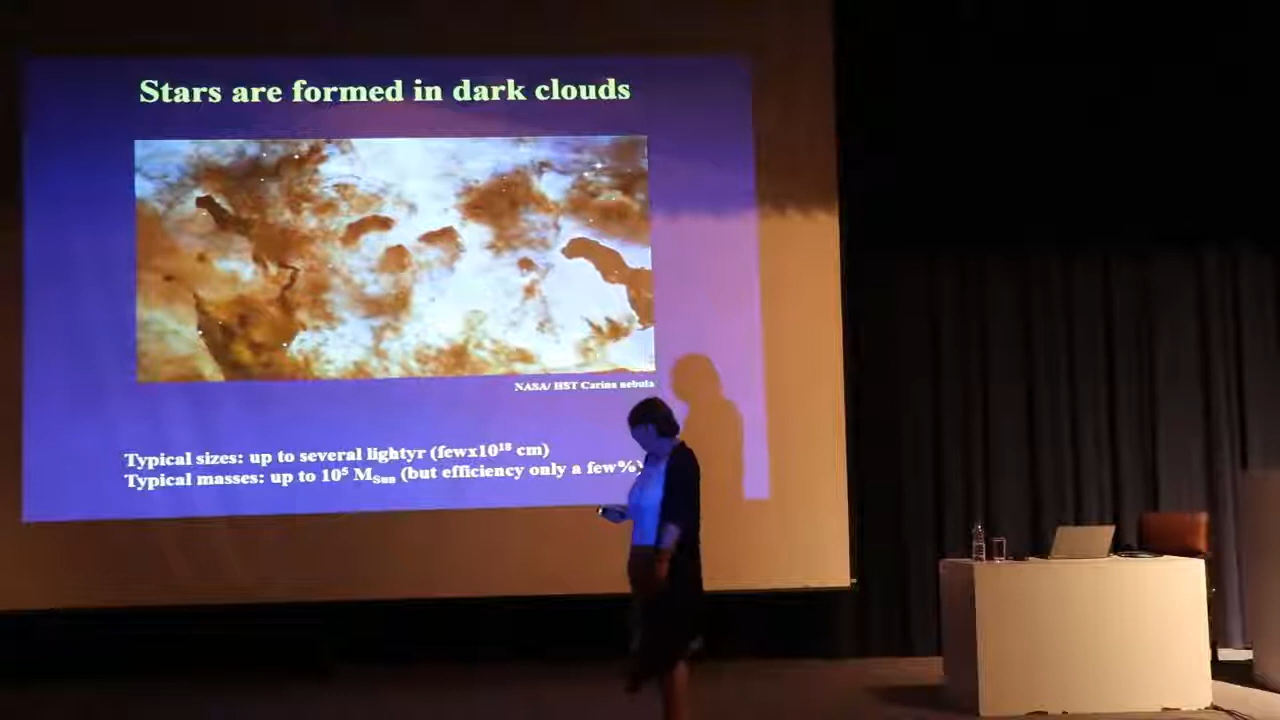 Stars are formed in dark clouds
NASA/ HST Carina nebula
Typical sizes: up to several lightyr (fewx10¹⁸ cm)
Typical masses: up to 10⁵ M_Sun (but efficiency only a few%)